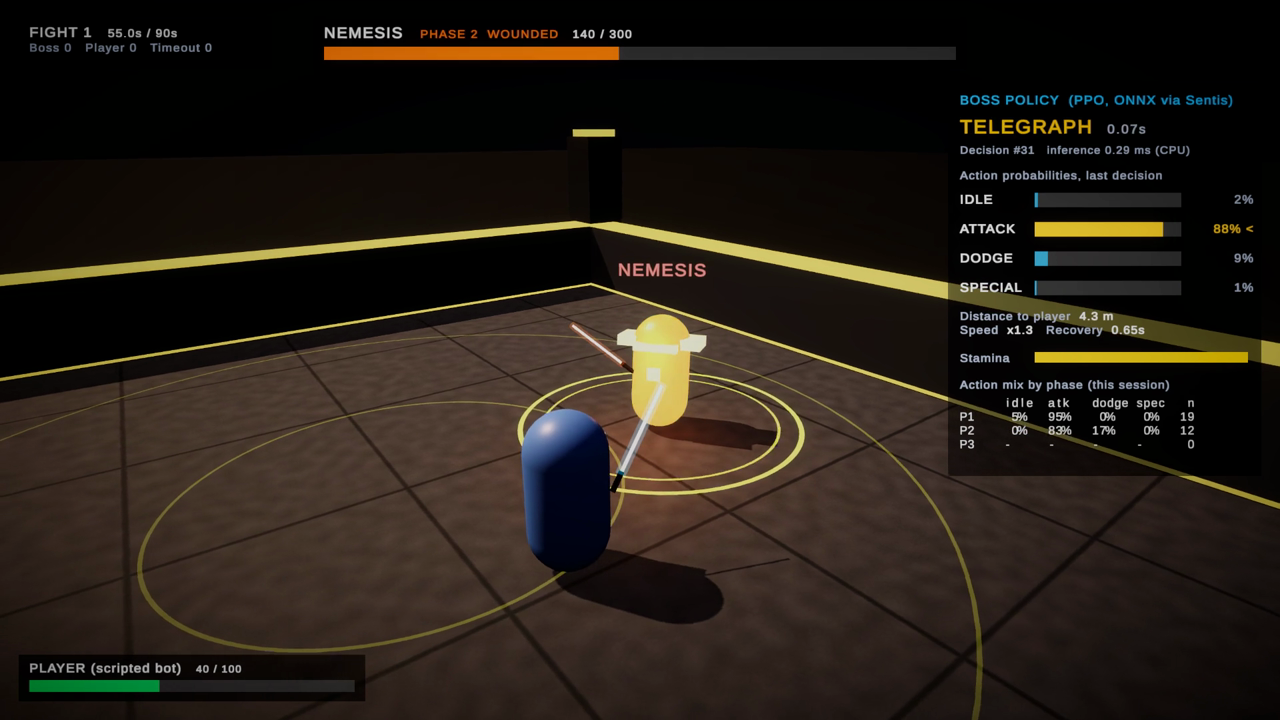 FIGHT 1 55.0s / 90s
Boss 0 Player 0 Timeout 0
NEMESIS PHASE 2 WOUNDED 140 / 300
BOSS POLICY (PPO, ONNX via Sentis)
TELEGRAPH 0.07s
Decision #31 inference 0.29 ms (CPU)
Action probabilities, last decision
IDLE 2%
ATTACK 88% <
DODGE 9%
SPECIAL 1%
Distance to player 4.3 m
Speed x1.3 Recovery 0.65s
Stamina
Action mix by phase (this session)
idle atk dodge spec n
P1 5% 95% 0% 0% 19
P2 0% 83% 17% 0% 12
P3 - - - - 0
NEMESIS
PLAYER (scripted bot) 40 / 100